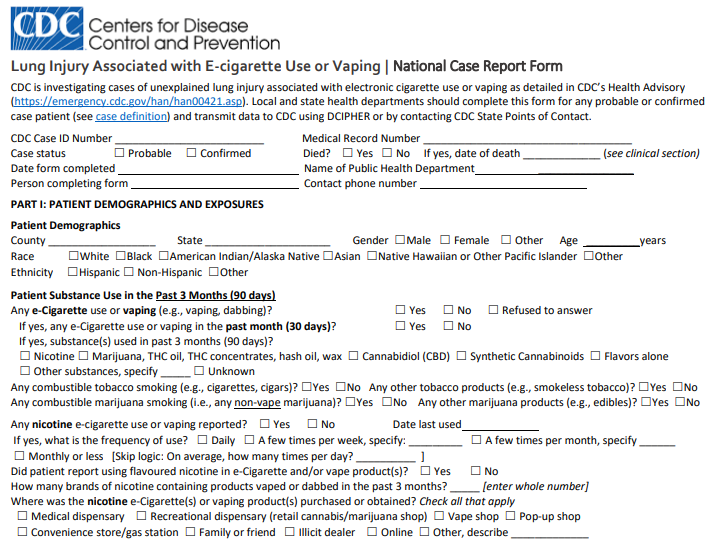 CDC Centers for Disease
Control and Prevention
Lung Injury Associated with E-cigarette Use or Vaping | National Case Report Form
CDC is investigating cases of unexplained lung injury associated with electronic cigarette use or vaping as detailed in CDC's Health Advisory
(https://emergency.cdc.gov/han/han00421.asp). Local and state health departments should complete this form for any probable or confirmed
case patient (see case definition) and transmit data to CDC using DCIPHER or by contacting CDC State Points of Contact.
CDC Case ID Number ____________ Medical Record Number ____________
Case status ☐ Probable ☐ Confirmed Died? ☐ Yes ☐ No If yes, date of death ____________ (see clinical section)
Date form completed ____________ Name of Public Health Department____________
Person completing form ____________ Contact phone number ____________
PART I: PATIENT DEMOGRAPHICS AND EXPOSURES
Patient Demographics
County ____________ State ____________ Gender ☐Male ☐ Female ☐ Other Age ________years
Race ☐White ☐Black ☐American Indian/Alaska Native ☐Asian ☐Native Hawaiian or Other Pacific Islander ☐Other
Ethnicity ☐Hispanic ☐ Non-Hispanic ☐Other
Patient Substance Use in the Past 3 Months (90 days)
Any e-Cigarette use or vaping (e.g., vaping, dabbing)? ☐ Yes ☐ No ☐ Refused to answer
If yes, any e-Cigarette use or vaping in the past month (30 days)? ☐ Yes ☐ No
If yes, substance(s) used in past 3 months (90 days)?
☐ Nicotine ☐ Marijuana, THC oil, THC concentrates, hash oil, wax ☐ Cannabidiol (CBD) ☐ Synthetic Cannabinoids ☐ Flavors alone
☐ Other substances, specify _____ ☐ Unknown
Any combustible tobacco smoking (e.g., cigarettes, cigars)? ☐Yes ☐No Any other tobacco products (e.g., smokeless tobacco)? ☐Yes ☐No
Any combustible marijuana smoking (i.e., any non-vape marijuana)? ☐Yes ☐No Any other marijuana products (e.g., edibles)? ☐Yes ☐No
Any nicotine e-cigarette use or vaping reported? ☐ Yes ☐ No Date last used____________
If yes, what is the frequency of use? ☐ Daily ☐ A few times per week, specify: _________ ☐ A few times per month, specify ______
☐ Monthly or less [Skip logic: On average, how many times per day? __________ ]
Did patient report using flavoured nicotine in e-Cigarette and/or vape product(s)? ☐ Yes ☐ No
How many brands of nicotine containing products vaped or dabbed in the past 3 months? _____ [enter whole number]
Where was the nicotine e-Cigarette(s) or vaping product(s) purchased or obtained? Check all that apply
☐ Medical dispensary ☐ Recreational dispensary (retail cannabis/marijuana shop) ☐ Vape shop ☐ Pop-up shop
☐ Convenience store/gas station ☐ Family or friend ☐ Illicit dealer ☐ Online ☐ Other, describe ____________